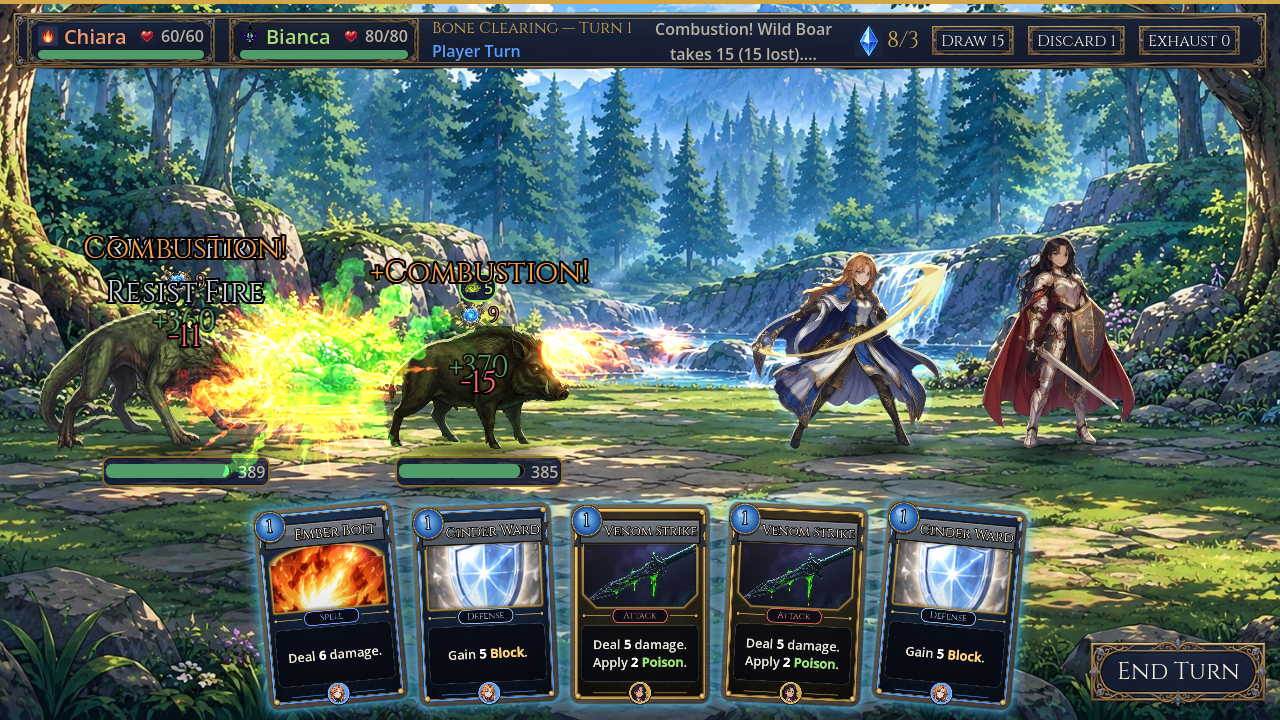 Chiara 60/60
Bianca 80/80
Bone Clearing — Turn 1
Player Turn
Combustion! Wild Boar
takes 15 (15 lost)....
8/3
Draw 15
Discard 1
Exhaust 0
Combustion!
Resist Fire
+360
-11
+Combustion!
5
9
+370
-15
389
385
1
Ember Bolt
Spell
Deal 6 damage.
1
Cinder Ward
Defense
Gain 5 Block.
1
Venom Strike
Attack
Deal 5 damage.
Apply 2 Poison.
1
Venom Strike
Attack
Deal 5 damage.
Apply 2 Poison.
1
Cinder Ward
Defense
Gain 5 Block.
End Turn